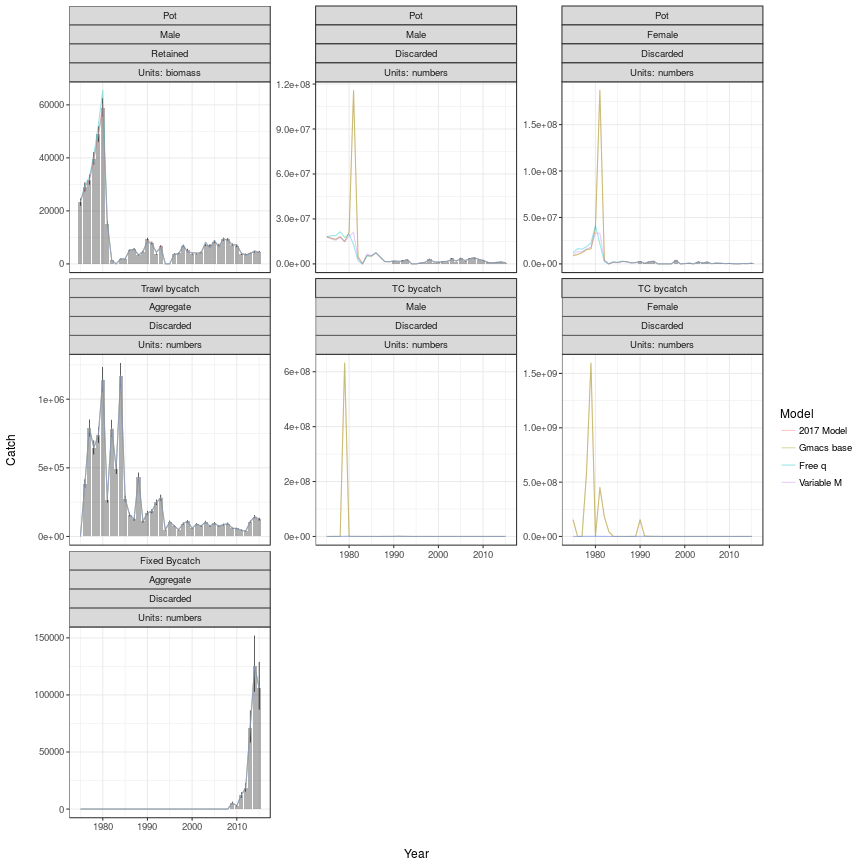 Pot
Male
Retained
Units: biomass
60000
40000
20000
0
Pot
Male
Discarded
Units: numbers
1.2e+08
9.0e+07
6.0e+07
3.0e+07
0.0e+00
Pot
Female
Discarded
Units: numbers
1.5e+08
1.0e+08
5.0e+07
0.0e+00
Trawl bycatch
Aggregate
Discarded
Units: numbers
1e+06
5e+05
0e+00
TC bycatch
Male
Discarded
Units: numbers
6e+08
4e+08
2e+08
0e+00
1980 1990 2000 2010
TC bycatch
Female
Discarded
Units: numbers
1.5e+09
1.0e+09
5.0e+08
0.0e+00
1980 1990 2000 2010
Fixed Bycatch
Aggregate
Discarded
Units: numbers
150000
100000
50000
0
1980 1990 2000 2010
Catch
Year
Model
2017 Model
Gmacs base
Free q
Variable M